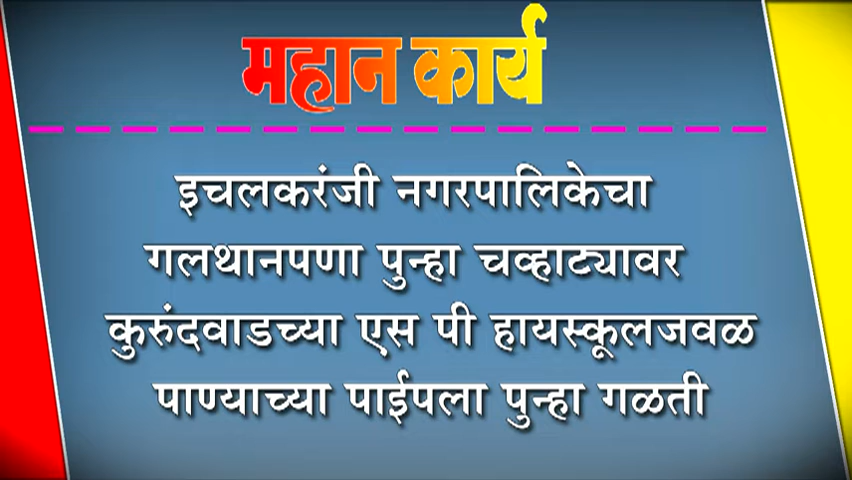 महान कार्य
इचलकरंजी नगरपालिकेचा
गलथानपणा पुन्हा चव्हाट्यावर
कुरुंदवाडच्या एस पी हायस्कूलजवळ
पाण्याच्या पाईपला पुन्हा गळती